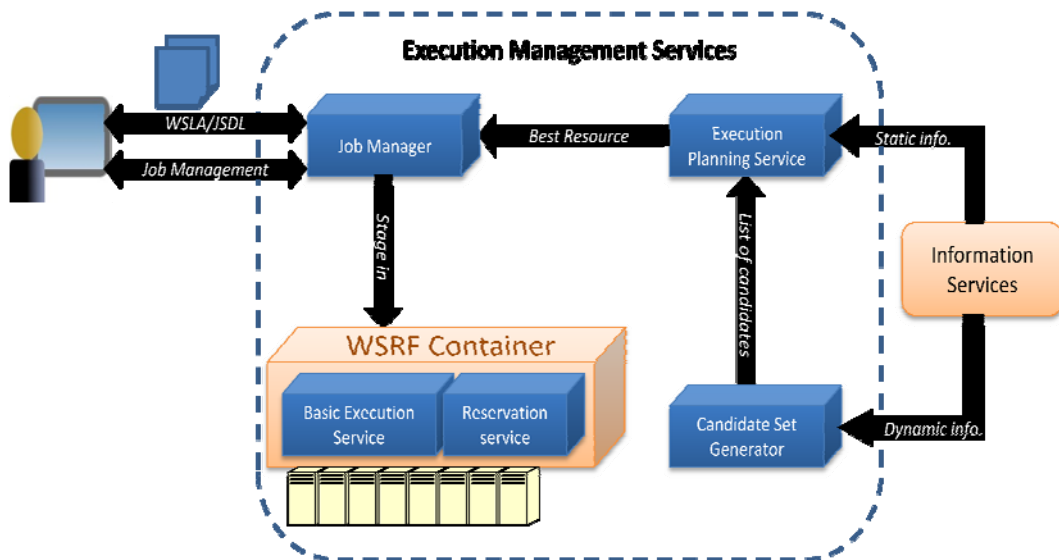 Execution Management Services
WSLA/JSDL
Job Management
Job Manager
Best Resource
Execution
Planning Service
Static info.
Stage in
List of candidates
Information
Services
WSRF Container
Basic Execution
Service
Reservation
service
Candidate Set
Generator
Dynamic info.